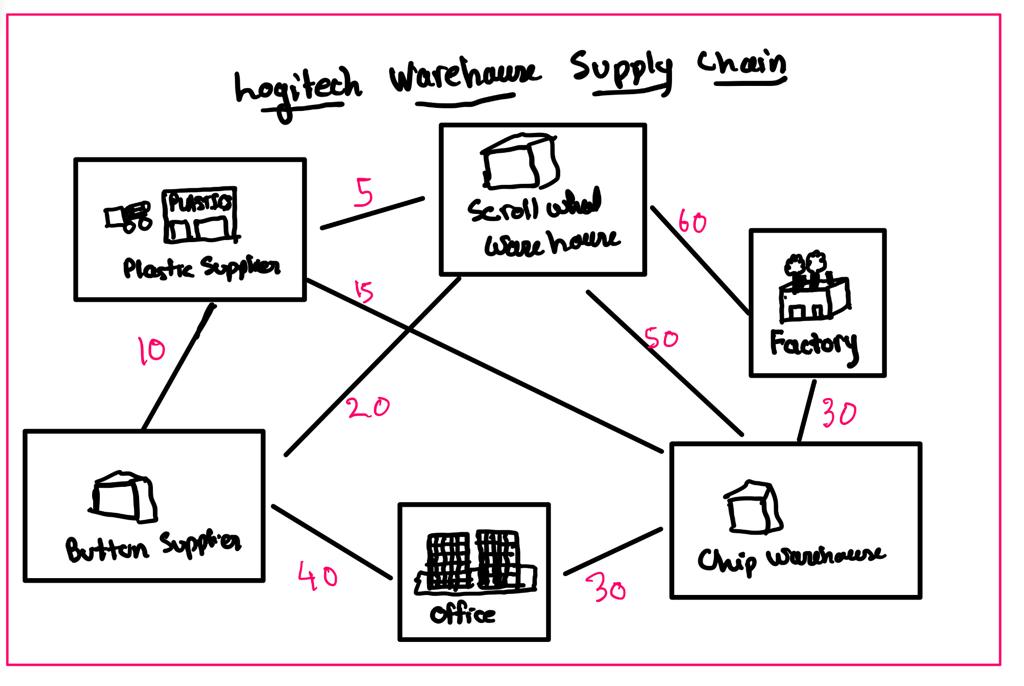 Logitech Warehouse Supply Chain
PLASTIC
Plastic Supplier
5
Scroll Wheel
Warehouse
60
Factory
15
10
50
20
30
Button Supplier
40
Office
30
Chip Warehouse